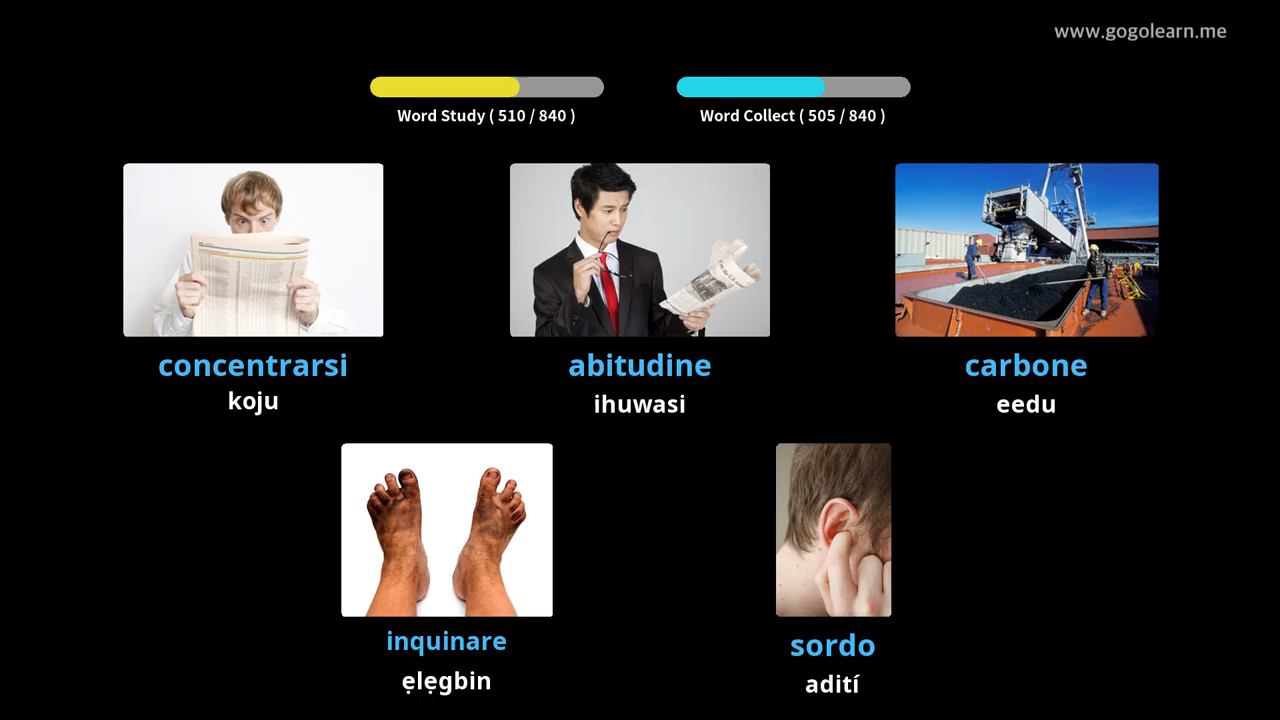 www.gogolearn.me
Word Study ( 510 / 840 )
Word Collect ( 505 / 840 )
concentrarsi
koju
abitudine
ihuwasi
carbone
eedu
inquinare
ẹlẹgbin
sordo
adití